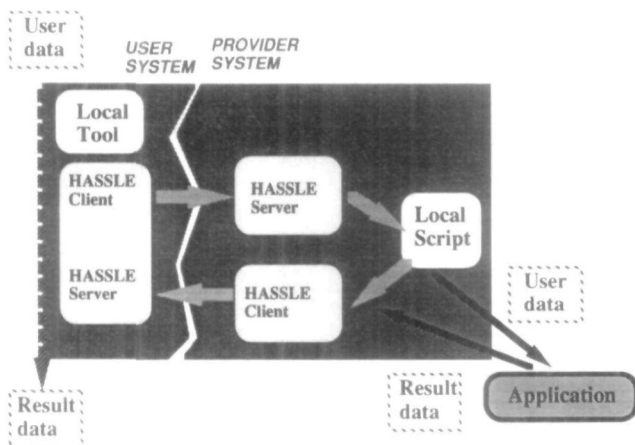 User
data
USER
SYSTEM
PROVIDER
SYSTEM
Local
Tool
HASSLE
Client
HASSLE
Server
HASSLE
Server
HASSLE
Client
Local
Script
User
data
Result
data
Result
data
Application